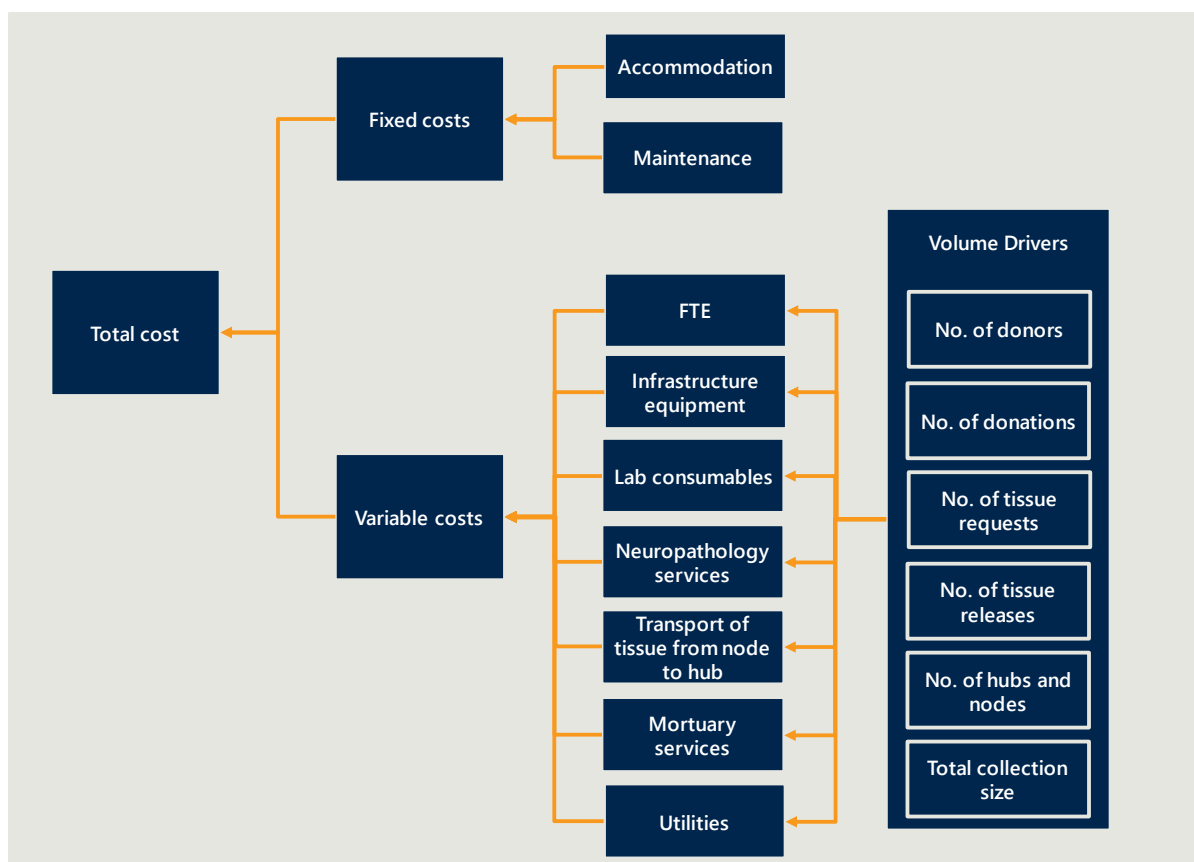 Accommodation
Fixed costs
Maintenance
Total cost
Variable costs
FTE
Infrastructure
equipment
Lab consumables
Neuropathology
services
Transport of
tissue from node
to hub
Mortuary
services
Utilities
Volume Drivers
No. of donors
No. of donations
No. of tissue
requests
No. of tissue
releases
No. of hubs and
nodes
Total collection
size